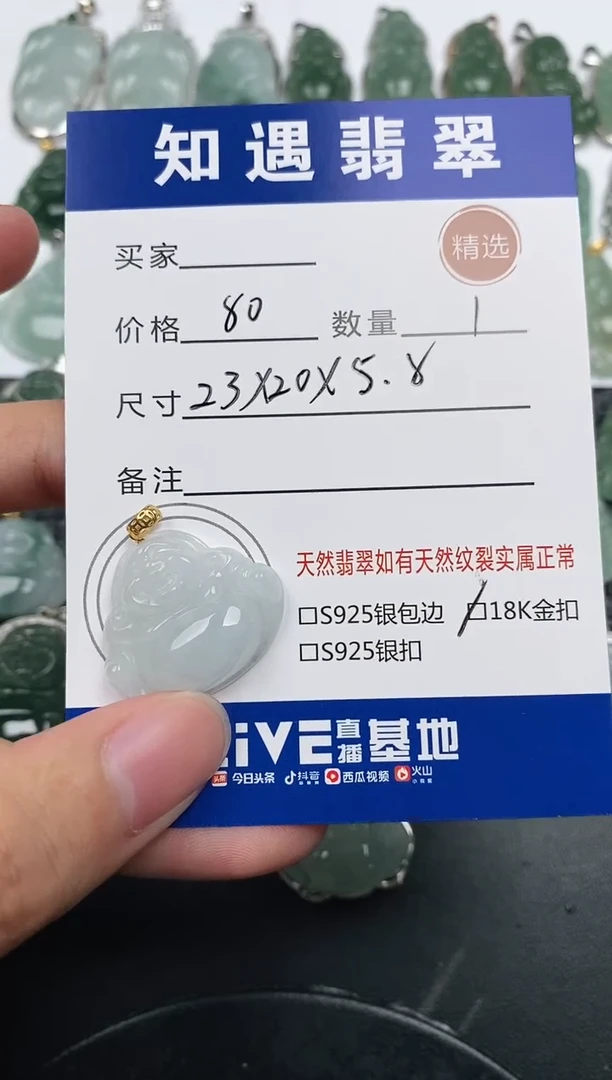 知遇翡翠
买家
精选
价格 80 数量 1
尺寸 23X20X5.8
备注
天然翡翠如有天然纹裂实属正常
□S925银包边 □18K金扣
□S925银扣
LiVE直播基地
头条 今日头条 抖音 西瓜视频 火山